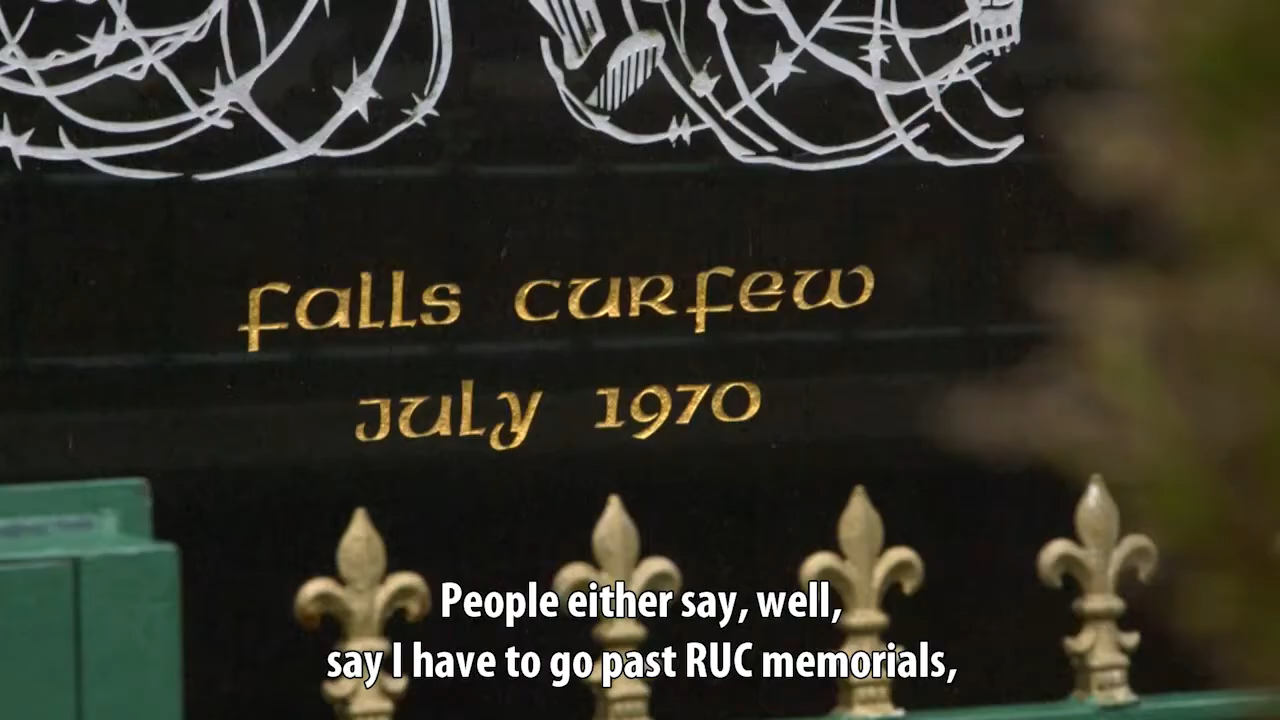 falls curfew
july 1970
People either say, well,
say I have to go past RUC memorials,